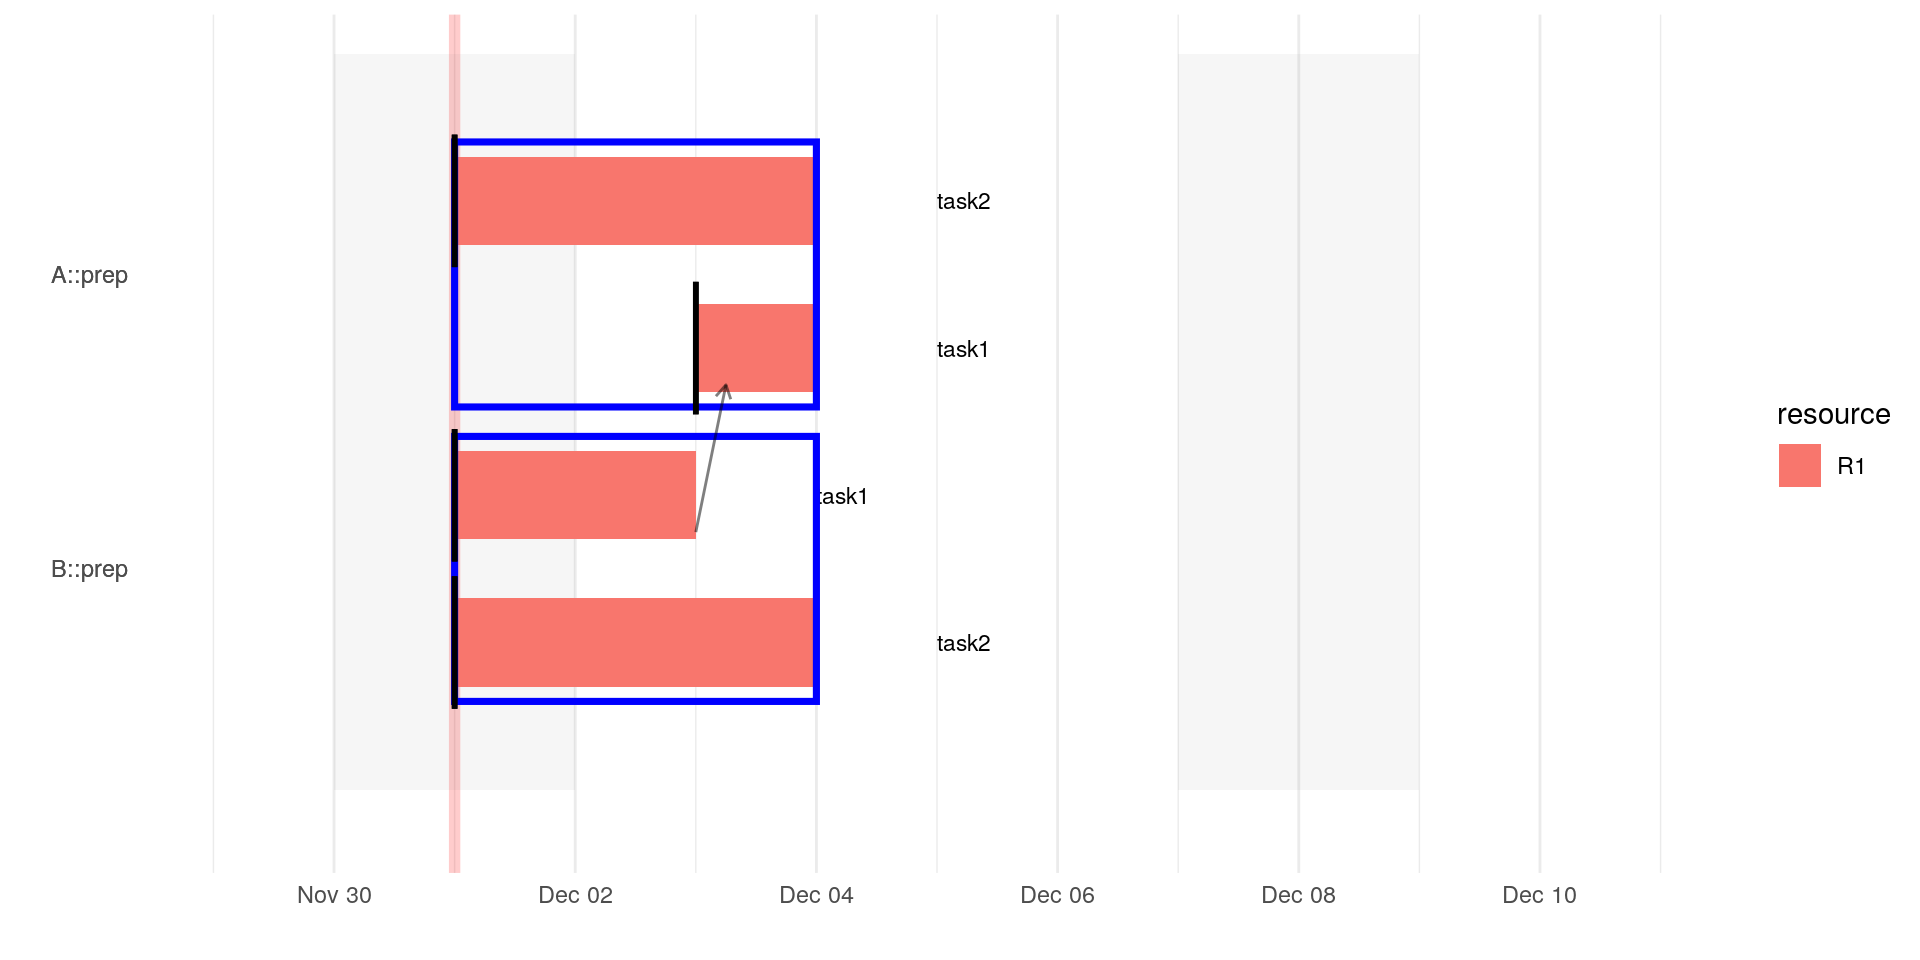 task2
A::prep
task1
resource
R1
task1
B::prep
task2
Nov 30
Dec 02
Dec 04
Dec 06
Dec 08
Dec 10